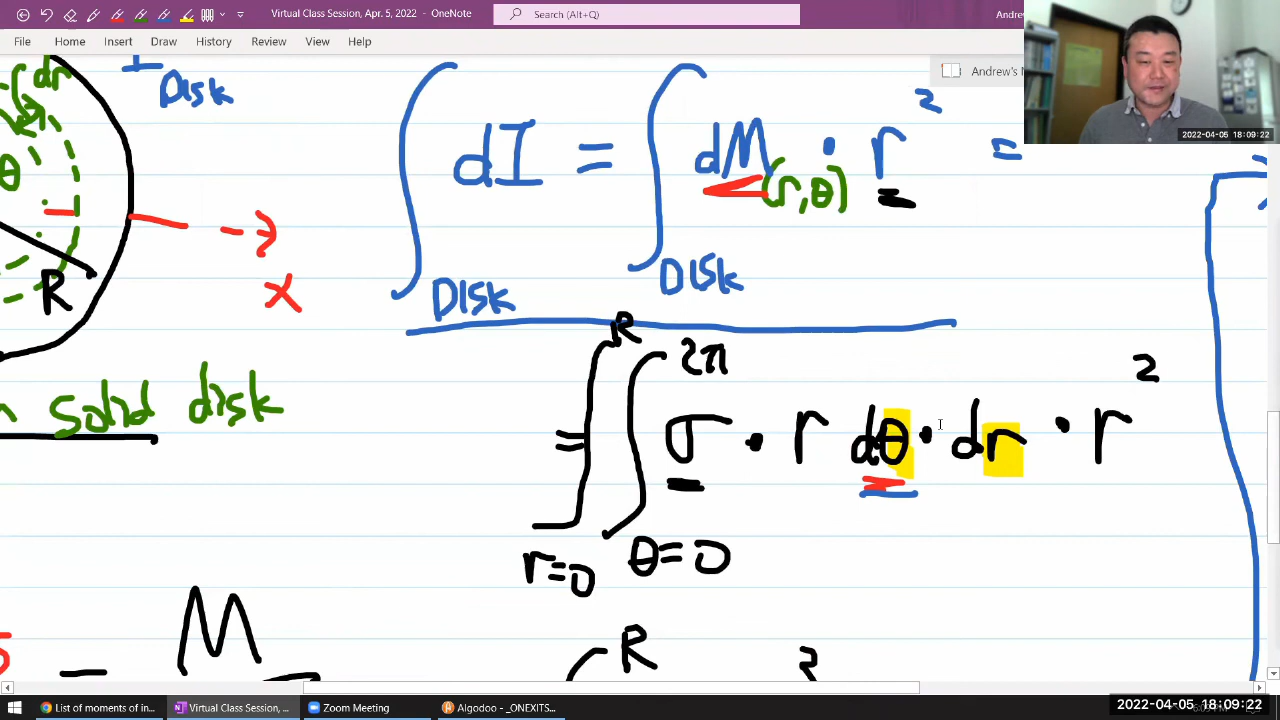 Virtual Class Session, Apr. 5, 2022 - OneNote
Search (Alt+Q)
Andrew
File Home Insert Draw History Review View Help
Andrew's
2022-04-05 18:09:22
dr
Disk
θ
R
X
∫ dI = ∫ dM(r,θ) · r² =
DISK DISK
solid disk
R 2π
= ∫ ∫ σ · r dθ · dr · r²
r=0 θ=0
M
R
List of moments of in...
Virtual Class Session,...
Zoom Meeting
Algodoo - _ONEXITS...
2022-04-05 18:09:22